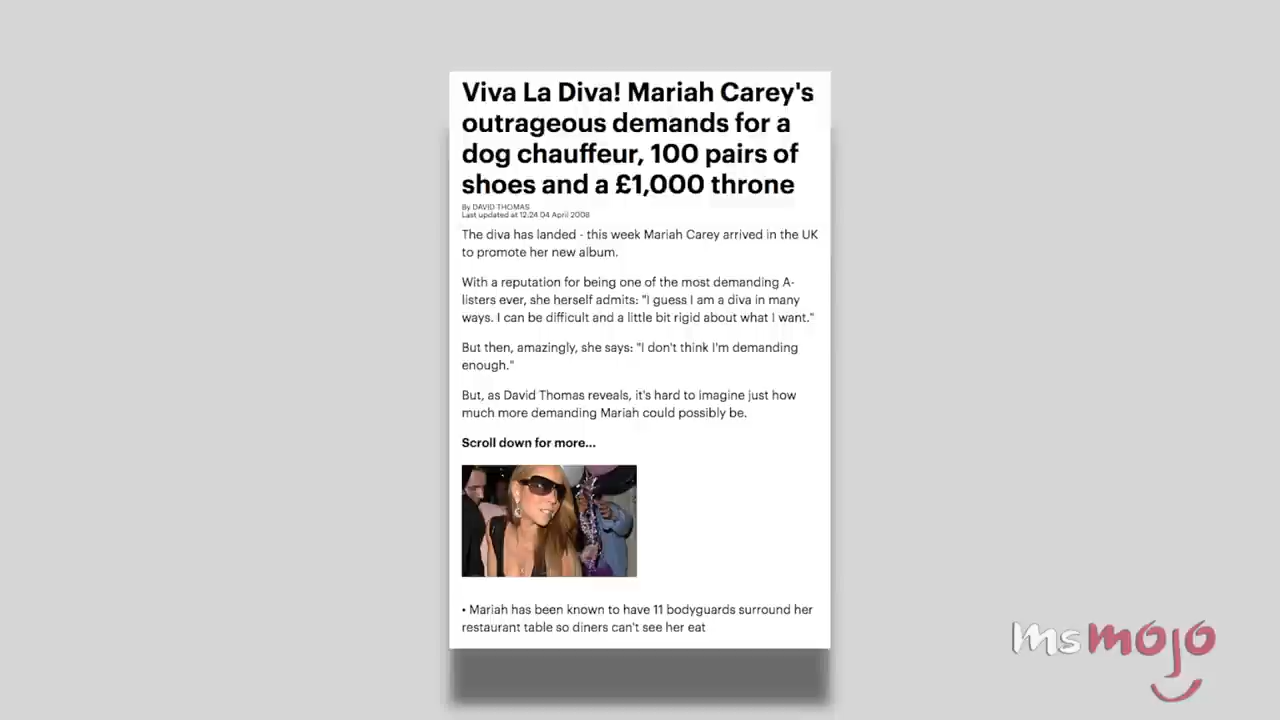 Viva La Diva! Mariah Carey's
outrageous demands for a
dog chauffeur, 100 pairs of
shoes and a £1,000 throne
By DAVID THOMAS
Last updated at 12:24 04 April 2008
The diva has landed - this week Mariah Carey arrived in the UK
to promote her new album.
With a reputation for being one of the most demanding A-
listers ever, she herself admits: "I guess I am a diva in many
ways. I can be difficult and a little bit rigid about what I want."
But then, amazingly, she says: "I don't think I'm demanding
enough."
But, as David Thomas reveals, it's hard to imagine just how
much more demanding Mariah could possibly be.
Scroll down for more...
• Mariah has been known to have 11 bodyguards surround her
restaurant table so diners can't see her eat
msmojo